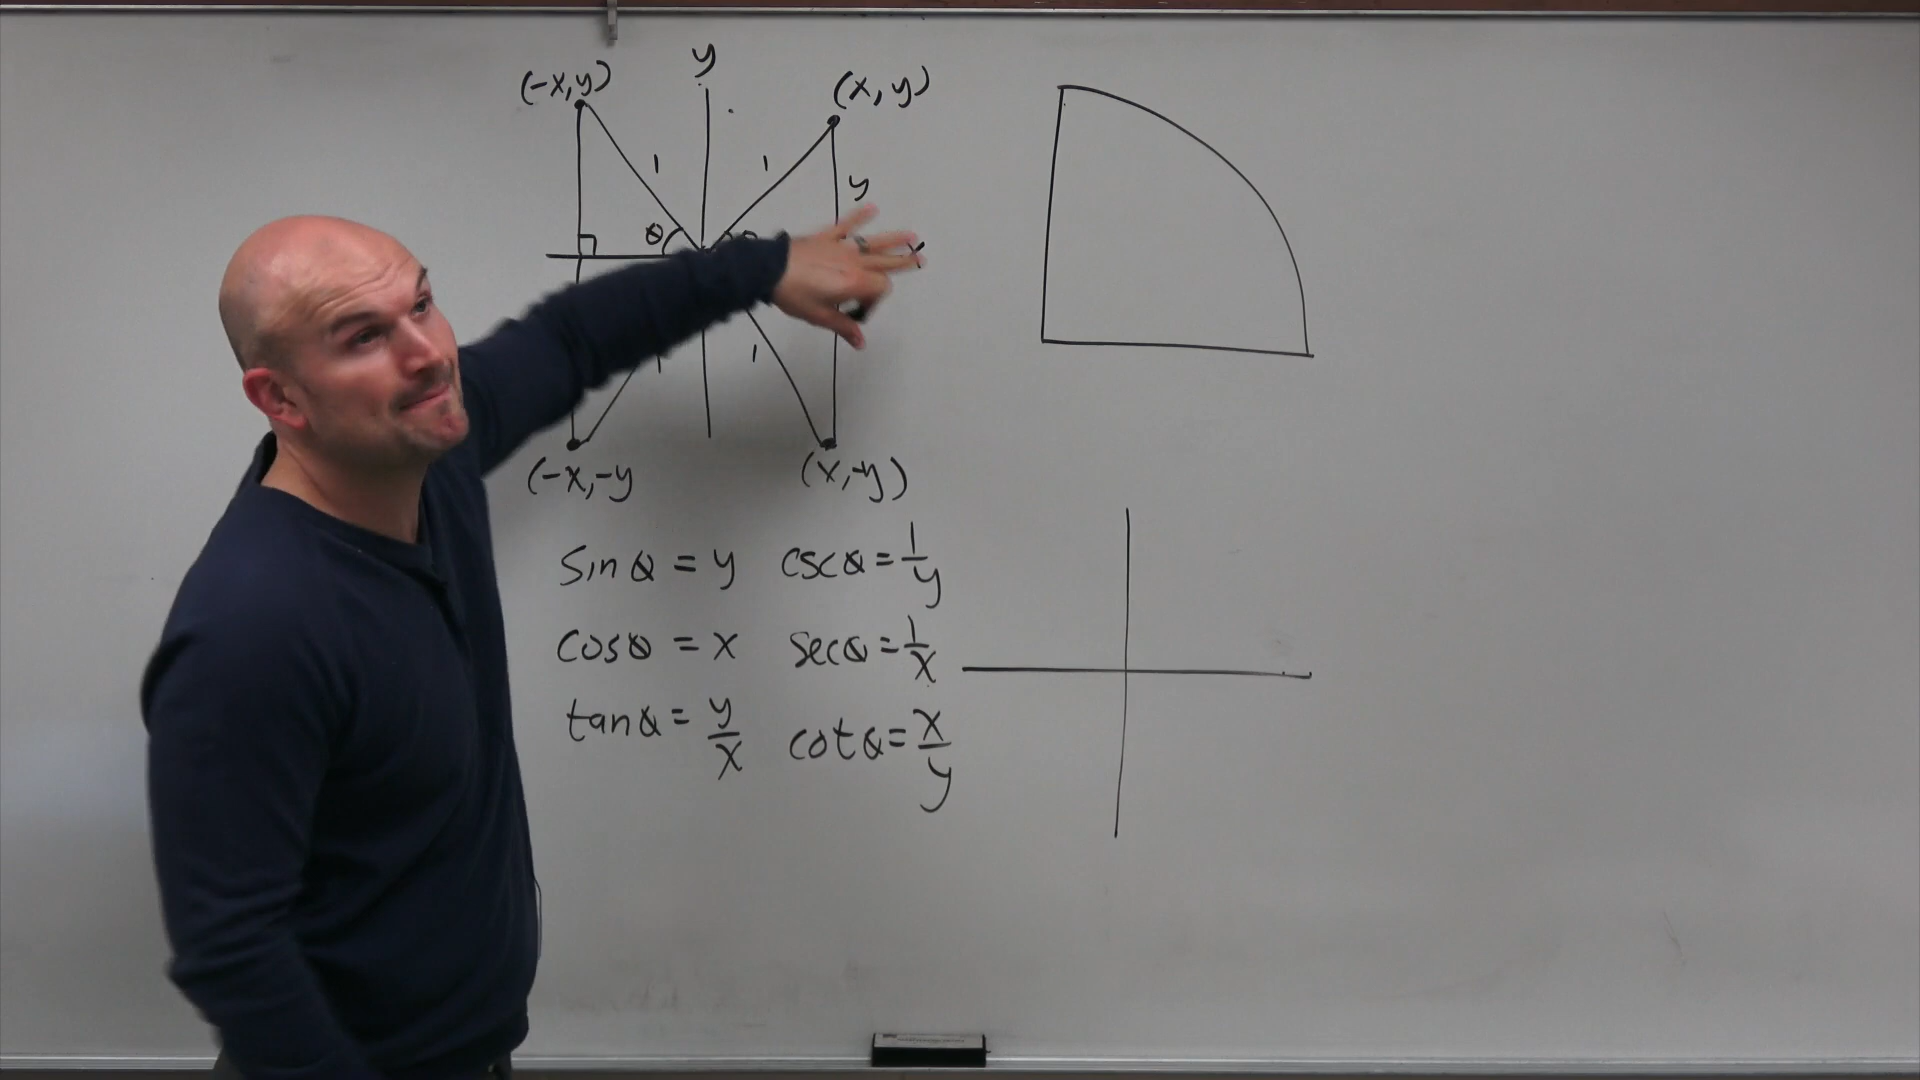 y
(-x,y) (x, y)
1 1
y
θ θ x
1 1
(-x,-y (x,-y)
sin θ = y csc θ = 1/y
cos θ = x sec θ = 1/x
tan θ = y/x cot θ = x/y